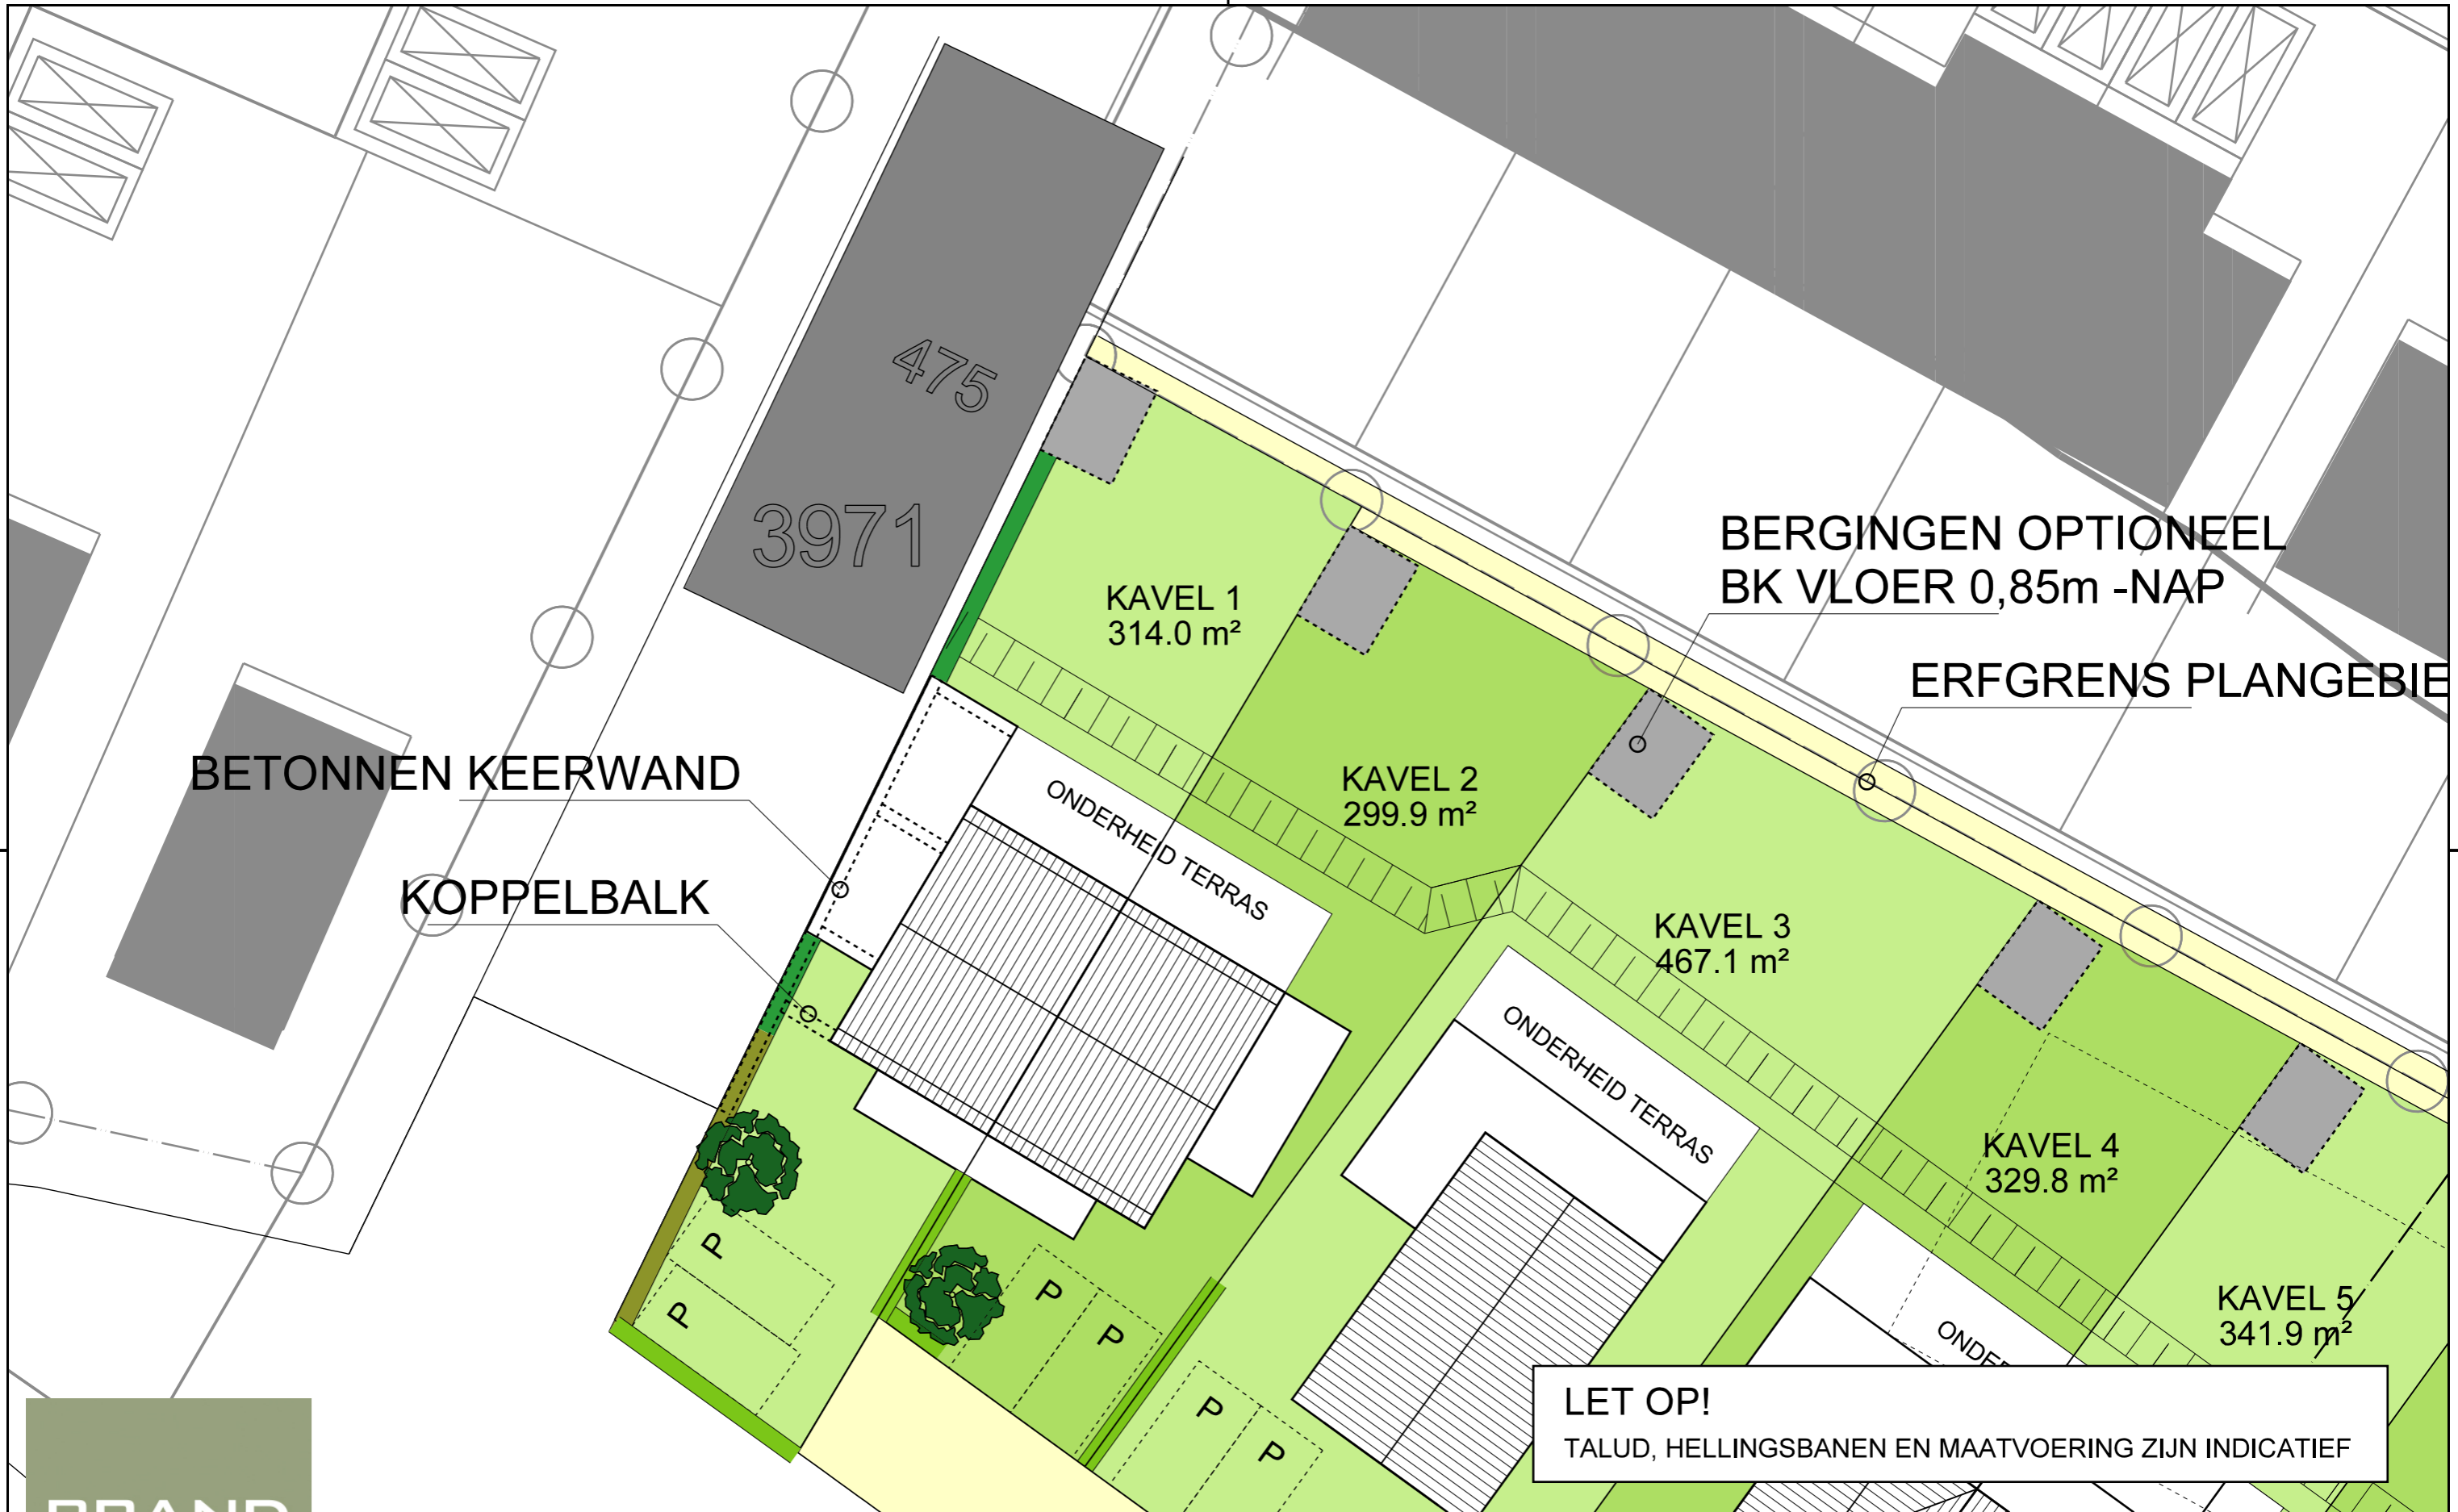 475
3971
BERGINGEN OPTIONEEL
BK VLOER 0,85m -NAP
KAVEL 1
314.0 m²
ERFGRENS PLANGEBIE
BETONNEN KEERWAND
KAVEL 2
299.9 m²
ONDERHEID TERRAS
KOPPELBALK
KAVEL 3
467.1 m²
ONDERHEID TERRAS
KAVEL 4
329.8 m²
KAVEL 5
341.9 m²
P
P
P
P
P
P
LET OP!
TALUD, HELLINGSBANEN EN MAATVOERING ZIJN INDICATIEF
BRAND